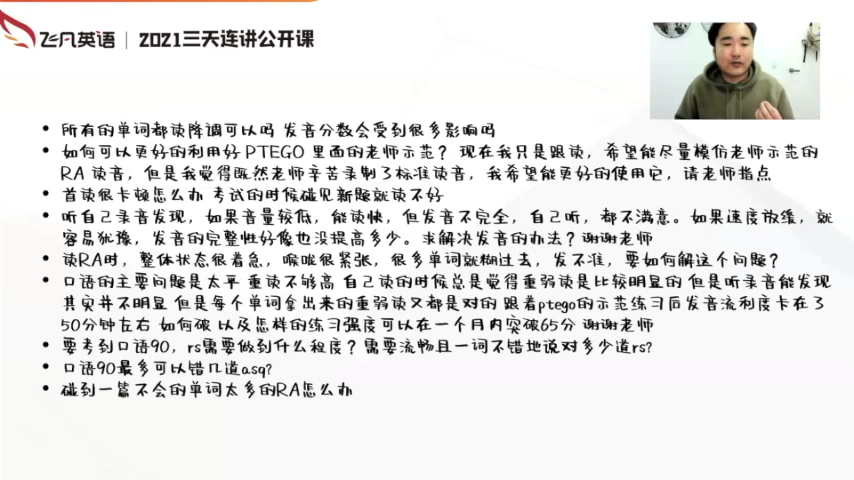 飞凡英语 | 2021三天连讲公开课
• 所有的单词都读降调可以吗 发音分数会受到很多影响吗
• 如何可以更好的利用好 PTEGO 里面的老师示范? 现在我只是跟读，希望能尽量模仿老师示范的
RA 读音，但是我觉得既然老师辛苦录制了标准读音，我希望能更好的使用它，请老师指点
• 首读很卡顿怎么办 考试的时候碰见新题就读不好
• 听自己录音发现，如果音量较低，能读快，但发音不完全，自己听，都不满意。如果速度放缓，就
容易犹豫，发音的完整性好像也没提高多少。求解决发音的办法? 谢谢老师
• 读RA时，整体状态很着急，喉咙很紧张，很多单词就糊过去，发不准，要如何解这个问题?
• 口语的主要问题是太平 重读不够高 自己读的时候总是觉得重弱读是比较明显的 但是听录音能发现
其实并不明显 但是每个单词拿出来的重弱读又都是对的 跟着ptego的示范练习后发音流利度卡在了
50分钟左右 如何破 以及怎样的练习强度可以在一个月内突破65分 谢谢老师
• 要考到口语90，rs需要做到什么程度? 需要流畅且一词不错地说对多少道rs?
• 口语90最多可以错几道asq?
• 碰到一篇不会的单词太多的RA怎么办